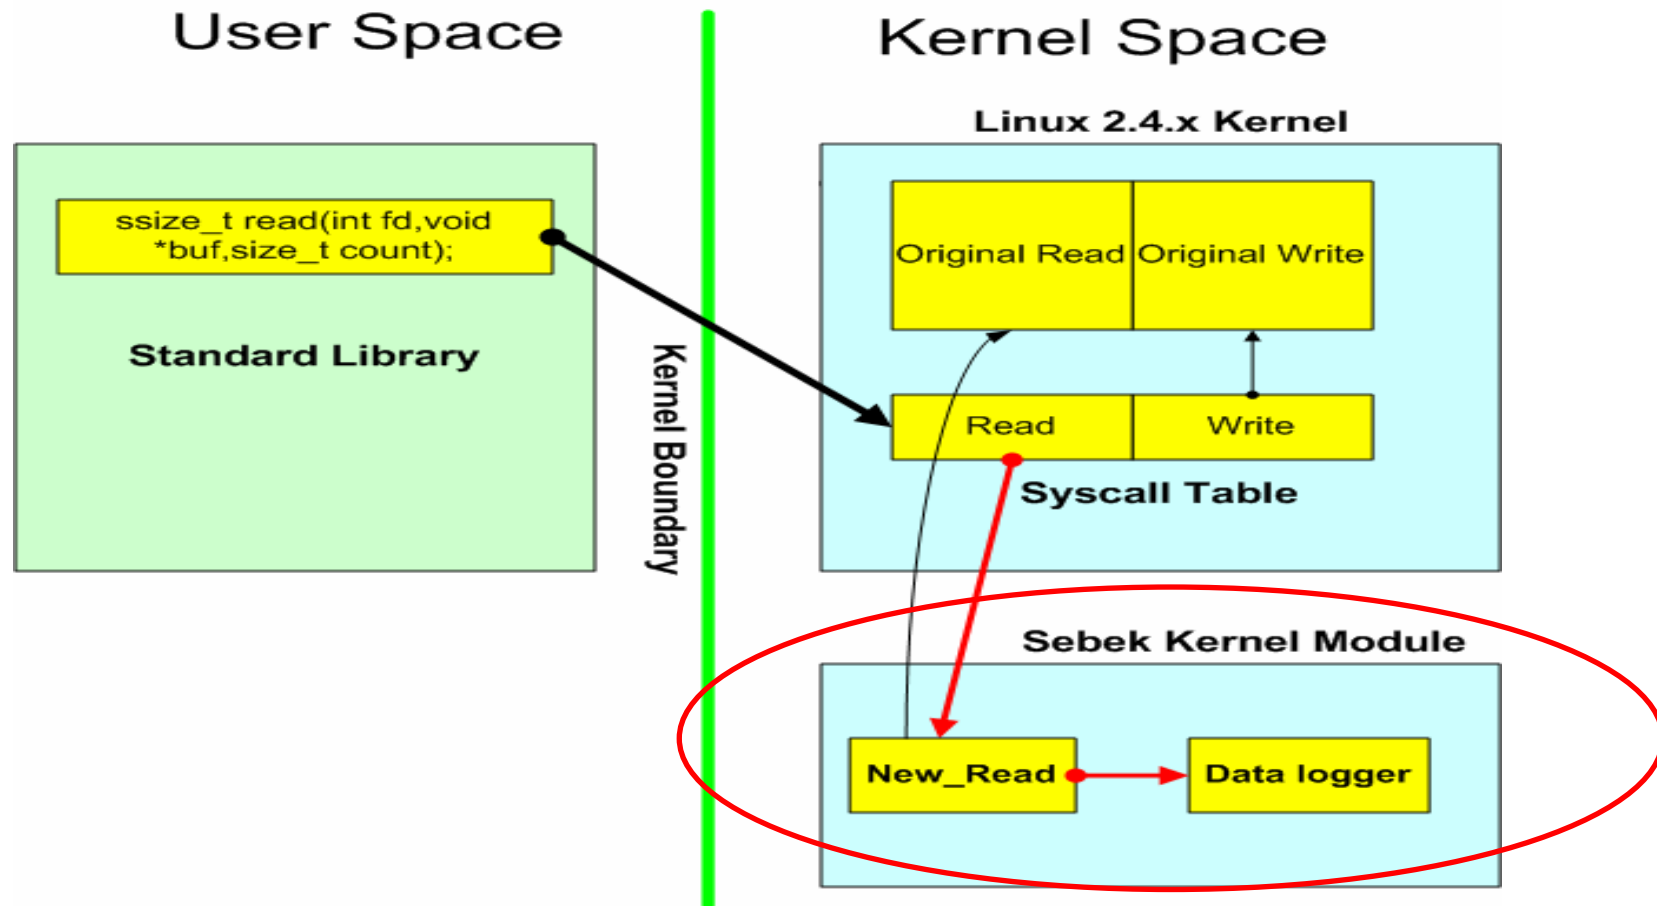 User Space
Kernel Space
Linux 2.4.x Kernel
ssize_t read(int fd,void
*buf,size_t count);
Standard Library
Kernel Boundary
Original Read
Original Write
Read
Write
Syscall Table
Sebek Kernel Module
New_Read
Data logger